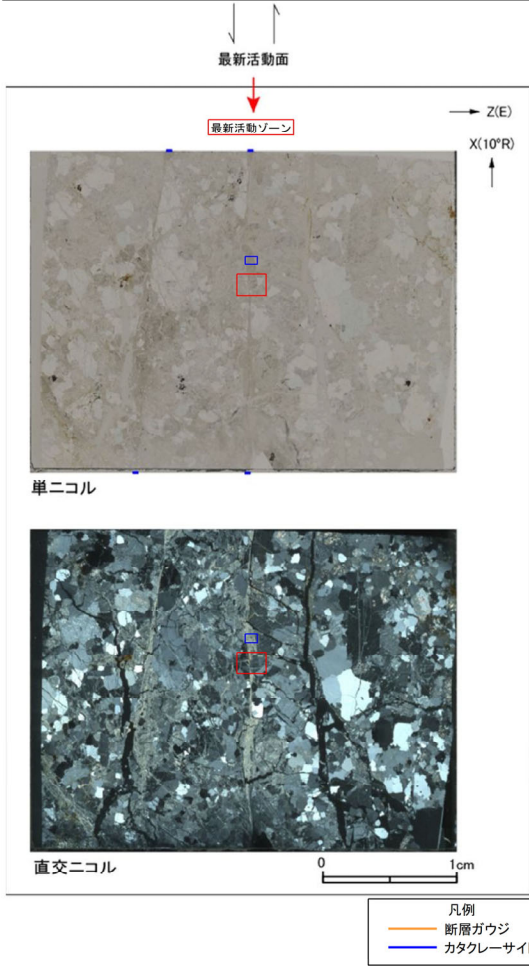 最新活動面
最新活動ゾーン
Z(E)
X(10°R)
単ニコル
直交ニコル
0
1cm
凡例
断層ガウジ
カタクレーサイ